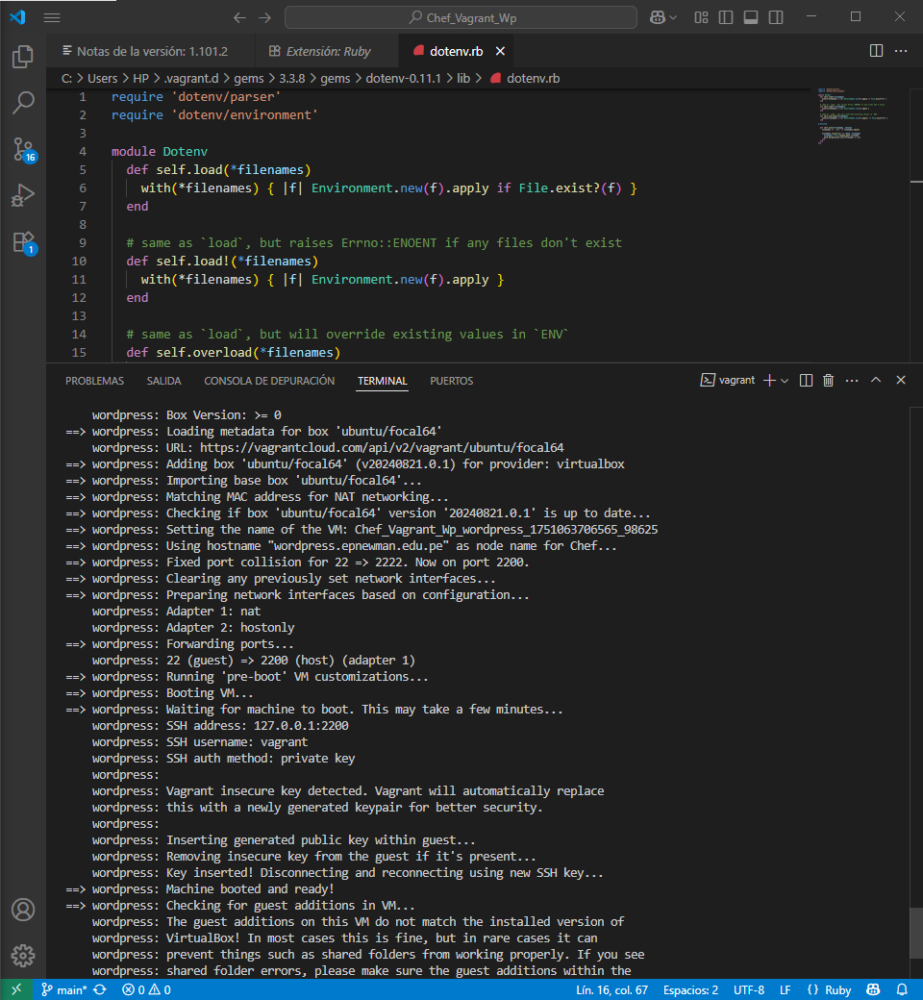 Chef_Vagrant_Wp
Notas de la versión: 1.101.2
Extensión: Ruby
dotenv.rb
C: > Users > HP > .vagrant.d > gems > 3.3.8 > gems > dotenv-0.11.1 > lib > dotenv.rb
1 require 'dotenv/parser'
2 require 'dotenv/environment'
3
4 module Dotenv
5 def self.load(*filenames)
6 with(*filenames) { |f| Environment.new(f).apply if File.exist?(f) }
7 end
8
9 # same as `load`, but raises Errno::ENOENT if any files don't exist
10 def self.load!(*filenames)
11 with(*filenames) { |f| Environment.new(f).apply }
12 end
13
14 # same as `load`, but will override existing values in `ENV`
15 def self.overload(*filenames)
16
1
PROBLEMAS SALIDA CONSOLA DE DEPURACIÓN TERMINAL PUERTOS
vagrant
wordpress: Box Version: >= 0
==> wordpress: Loading metadata for box 'ubuntu/focal64'
wordpress: URL: https://vagrantcloud.com/api/v2/vagrant/ubuntu/focal64
==> wordpress: Adding box 'ubuntu/focal64' (v20240821.0.1) for provider: virtualbox
==> wordpress: Importing base box 'ubuntu/focal64'...
==> wordpress: Matching MAC address for NAT networking...
==> wordpress: Checking if box 'ubuntu/focal64' version '20240821.0.1' is up to date...
==> wordpress: Setting the name of the VM: Chef_Vagrant_Wp_wordpress_1751063706565_98625
==> wordpress: Using hostname "wordpress.epnewman.edu.pe" as node name for Chef...
==> wordpress: Fixed port collision for 22 => 2222. Now on port 2200.
==> wordpress: Clearing any previously set network interfaces...
==> wordpress: Preparing network interfaces based on configuration...
wordpress: Adapter 1: nat
wordpress: Adapter 2: hostonly
==> wordpress: Forwarding ports...
wordpress: 22 (guest) => 2200 (host) (adapter 1)
==> wordpress: Running 'pre-boot' VM customizations...
==> wordpress: Booting VM...
==> wordpress: Waiting for machine to boot. This may take a few minutes...
wordpress: SSH address: 127.0.0.1:2200
wordpress: SSH username: vagrant
wordpress: SSH auth method: private key
wordpress:
wordpress: Vagrant insecure key detected. Vagrant will automatically replace
wordpress: this with a newly generated keypair for better security.
wordpress:
wordpress: Inserting generated public key within guest...
wordpress: Removing insecure key from the guest if it's present...
wordpress: Key inserted! Disconnecting and reconnecting using new SSH key...
==> wordpress: Machine booted and ready!
==> wordpress: Checking for guest additions in VM...
wordpress: The guest additions on this VM do not match the installed version of
wordpress: VirtualBox! In most cases this is fine, but in rare cases it can
wordpress: prevent things such as shared folders from working properly. If you see
wordpress: shared folder errors, please make sure the guest additions within the
main* 0 0 Lín. 16, col. 67 Espacios: 2 UTF-8 LF { } Ruby